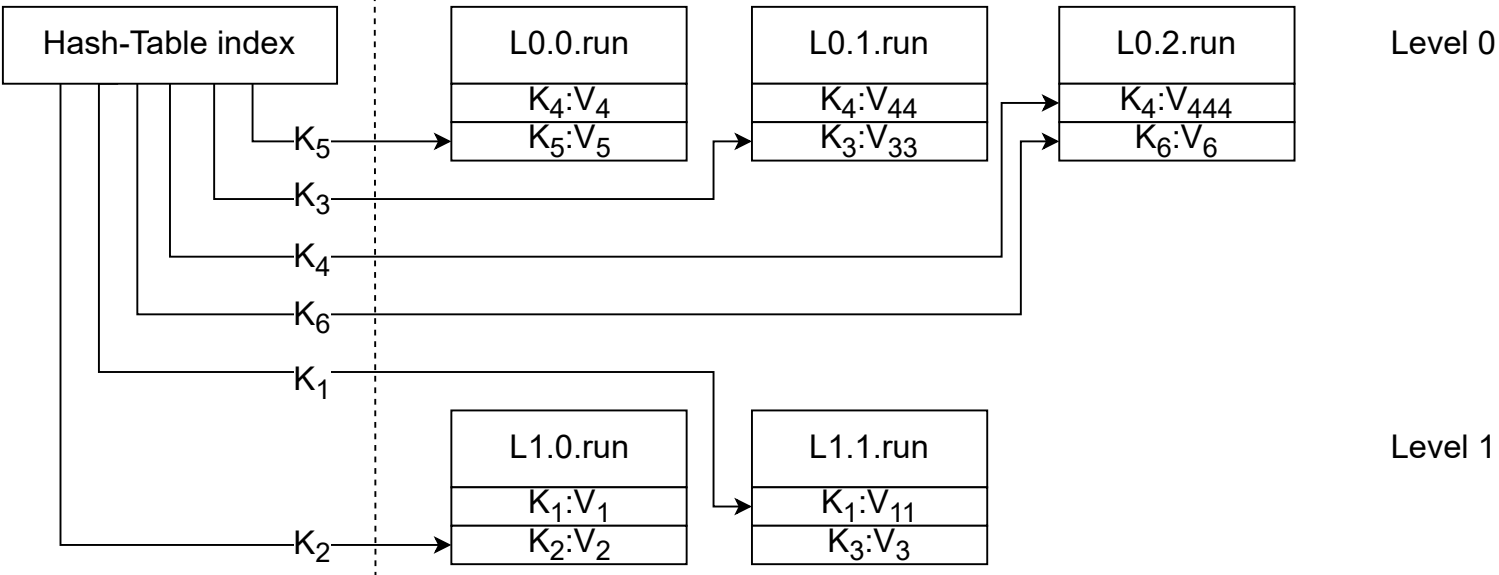 Hash-Table index
L0.0.run
L0.1.run
L0.2.run
Level 0
K₄:V₄
K₄:V₄₄
K₄:V₄₄₄
K₅
K₅:V₅
K₃:V₃₃
K₆:V₆
K₃
K₄
K₆
K₁
L1.0.run
L1.1.run
Level 1
K₁:V₁
K₁:V₁₁
K₂
K₂:V₂
K₃:V₃